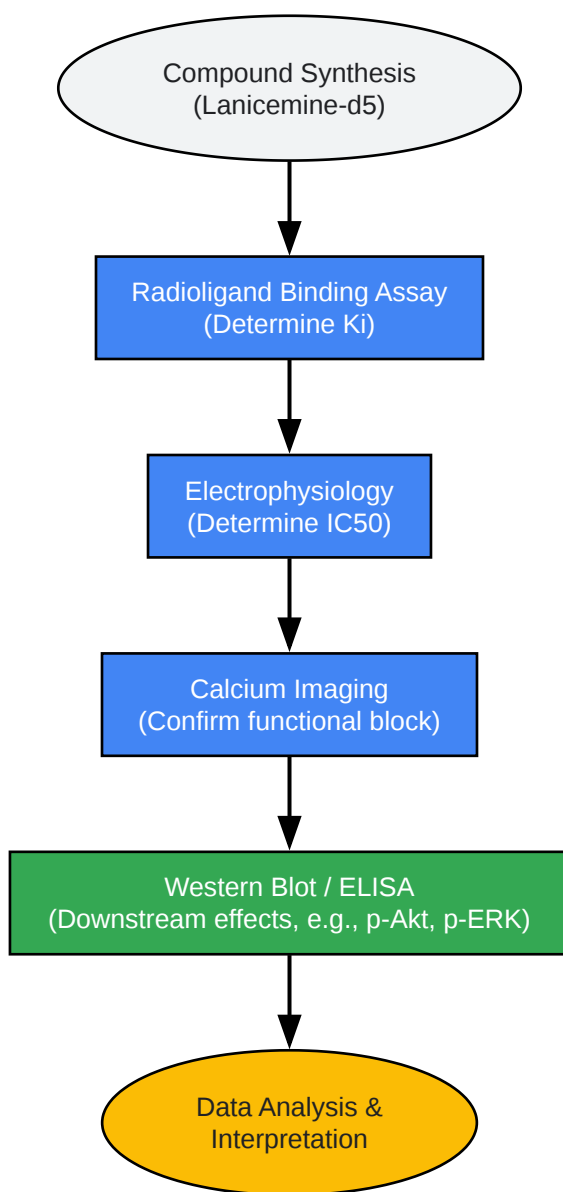 Compound Synthesis
(Lanicemine-d5)
Radioligand Binding Assay
(Determine Ki)
Electrophysiology
(Determine IC50)
Calcium Imaging
(Confirm functional block)
Western Blot / ELISA
(Downstream effects, e.g., p-Akt, p-ERK)
Data Analysis &
Interpretation